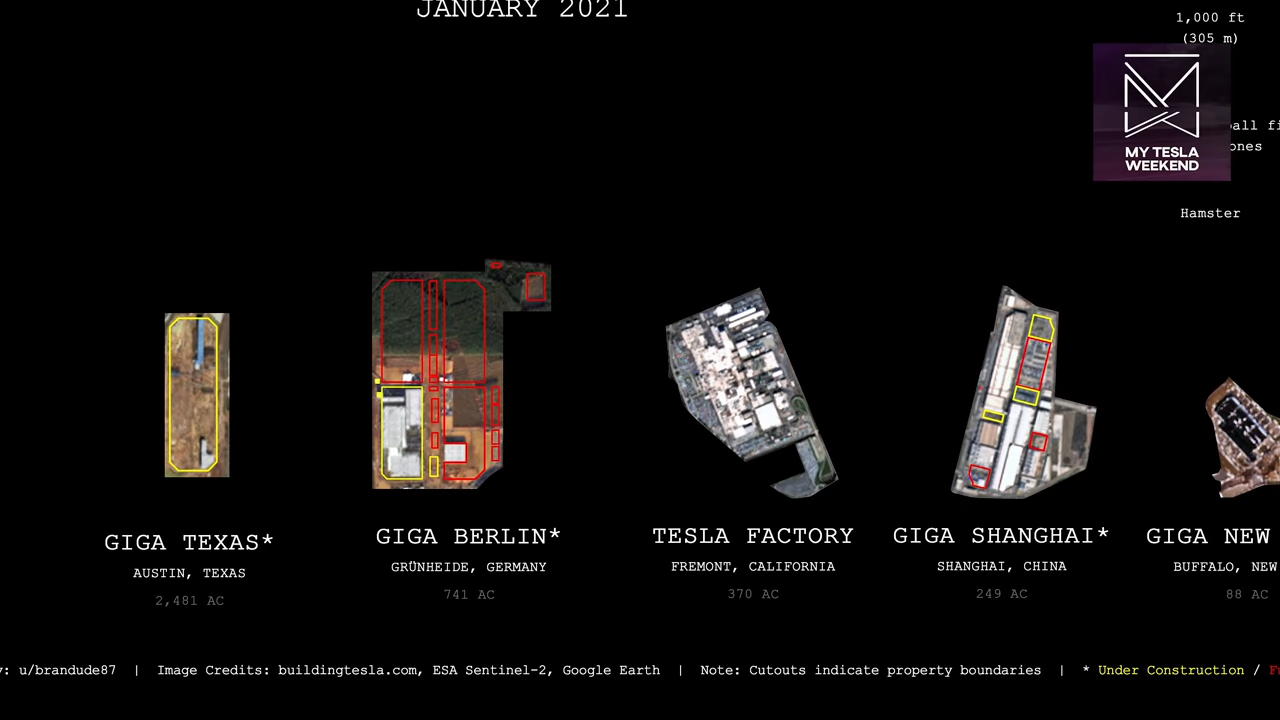 JANUARY 2021
1,000 ft
(305 m)
MY TESLA
WEEKEND
Hamster
GIGA TEXAS*
AUSTIN, TEXAS
2,481 AC
GIGA BERLIN*
GRÜNHEIDE, GERMANY
741 AC
TESLA FACTORY
FREMONT, CALIFORNIA
370 AC
GIGA SHANGHAI*
SHANGHAI, CHINA
249 AC
GIGA NEW
BUFFALO, NEW
88 AC
u/brandude87 | Image Credits: buildingtesla.com, ESA Sentinel-2, Google Earth | Note: Cutouts indicate property boundaries | * Under Construction /